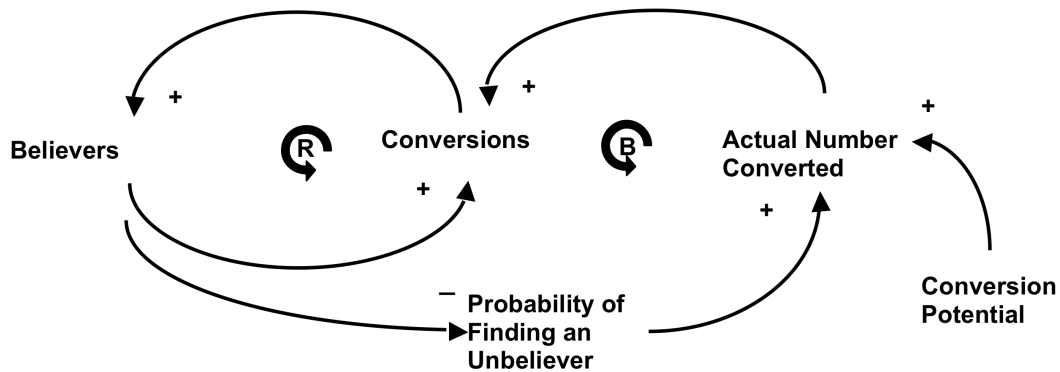 +
+
+
Believers
R
Conversions
B
Actual Number
Converted
+
+
–
Probability of
Finding an
Unbeliever
Conversion
Potential